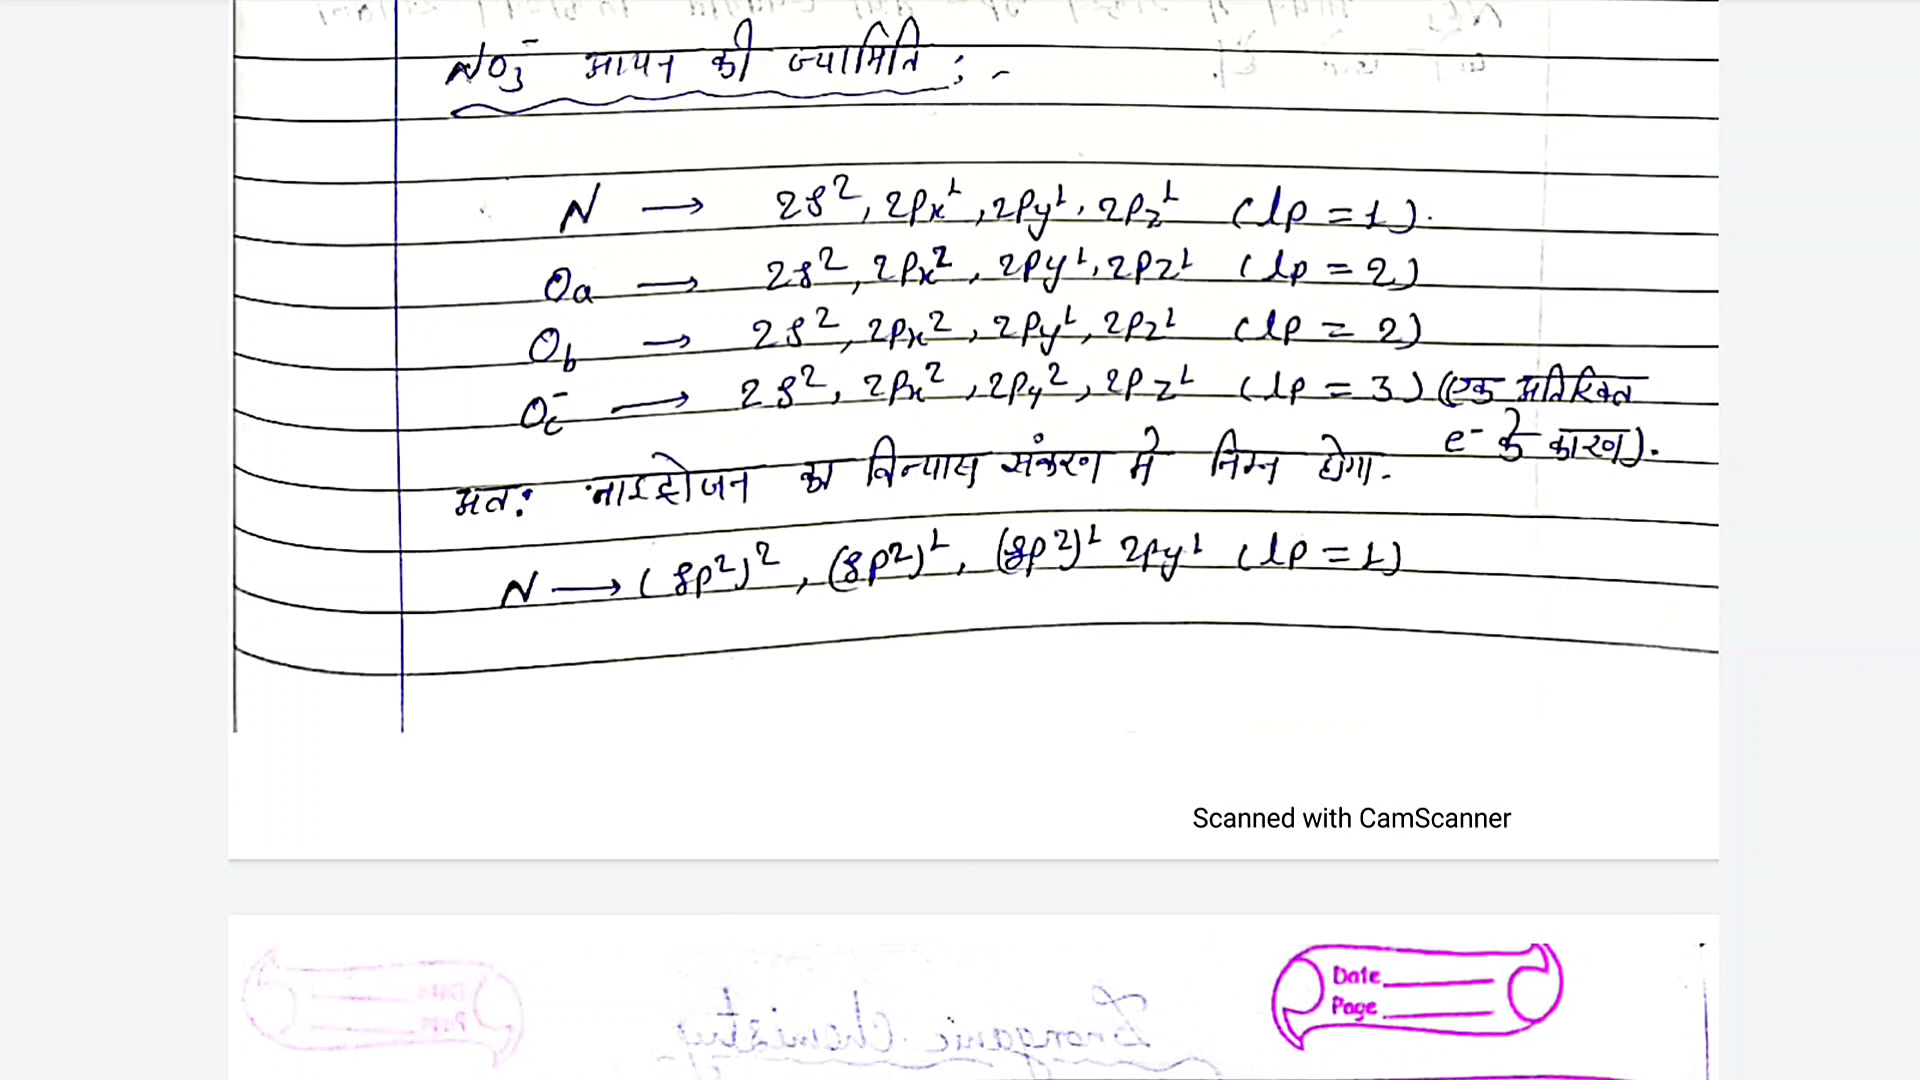 NO₃⁻ आयन की ज्यामिति :-
N → 2s², 2Px¹, 2Py¹, 2Pz¹ (lp = 1).
Oa → 2s², 2Px², 2Py¹, 2Pz¹ (lp = 2)
Ob → 2s², 2Px², 2Py¹, 2Pz¹ (lp = 2)
Oc⁻ → 2s², 2Px², 2Py², 2Pz¹ (lp = 3) (एक अतिरिक्त
e⁻ के कारण).
अतः नाइट्रोजन का विन्यास संकरण में निम्न होगा.
N → (sp²)², (sp²)¹, (sp²)¹ 2py¹ (lp = 1)
Scanned with CamScanner
Date
Page
Inorganic Chemistry